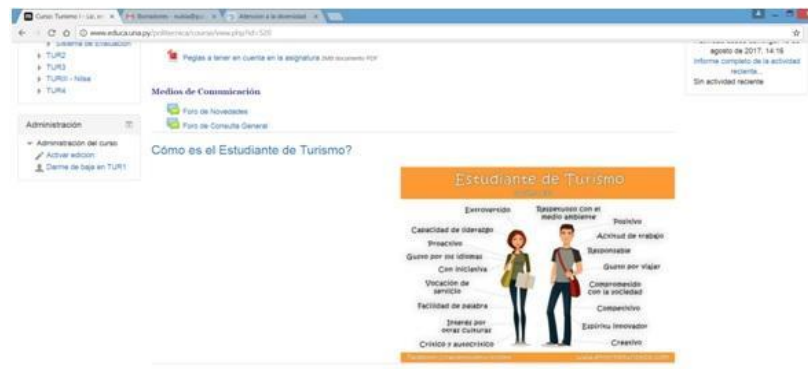 Curso: Turismo I - Lic. en
Atención a la diversidad
www.educa.una.py/politecnica/course/view.php?id=520
Sistema de Evaluación
TUR2
TUR3
TURII - Nilse
TUR4
Administración
Administración del curso
Activar edición
Darme de baja en TUR1
Reglas a tener en cuenta en la asignatura documento PDF
Medios de Comunicación
Foro de Novedades
Foro de Consulta General
Cómo es el Estudiante de Turismo?
Estudiante de Turismo
Extrovertido
Capacidad de liderazgo
Proactivo
Gusto por los idiomas
Con iniciativa
Vocación de
servicio
Facilidad de palabra
Interés por
otras culturas
Crítico y autocrítico
Respetuoso con el
medio ambiente
Positivo
Actitud de trabajo
Responsable
Gusto por viajar
Comprometido
con la sociedad
Competitivo
Espíritu innovador
Creativo
agosto de 2017, 14:16
Informe completo de la actividad
reciente...
Sin actividad reciente